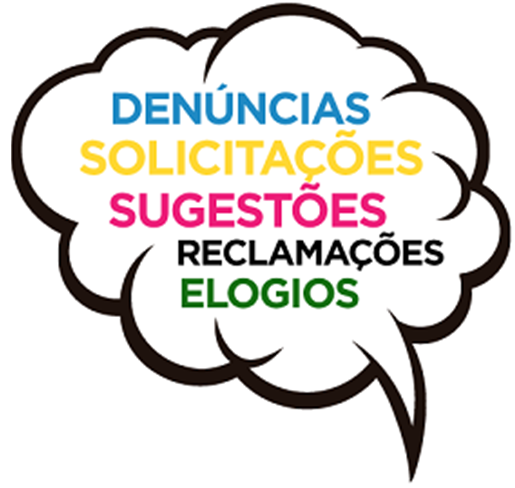 DENÚNCIAS
SOLICITAÇÕES
SUGESTÕES
RECLAMAÇÕES
ELOGIOS